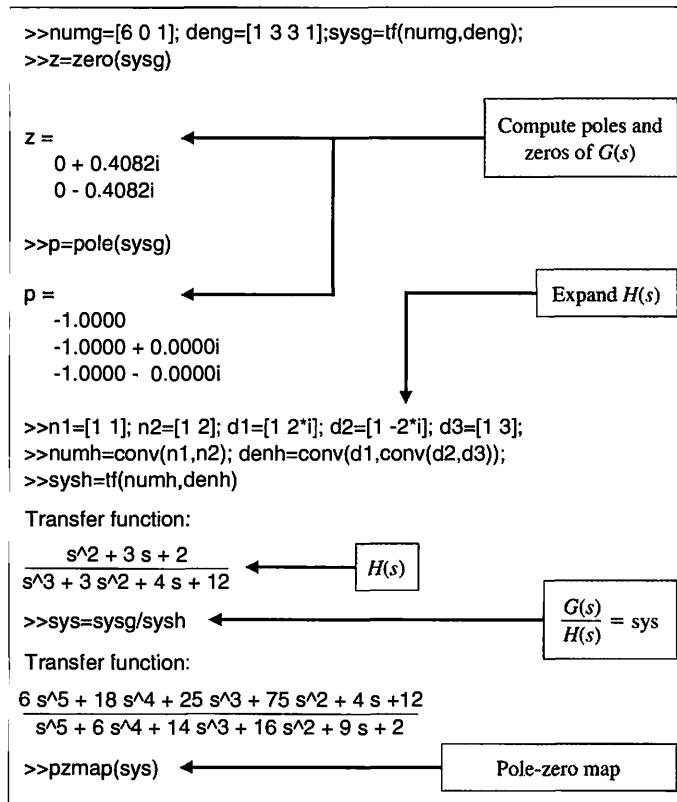 >>numg=[6 0 1]; deng=[1 3 3 1];sysg=tf(numg,deng);
>>z=zero(sysg)
Compute poles and
zeros of G(s)
z =
0 + 0.4082i
0 - 0.4082i
>>p=pole(sysg)
p =
-1.0000
-1.0000 + 0.0000i
-1.0000 - 0.0000i
Expand H(s)
>>n1=[1 1]; n2=[1 2]; d1=[1 2*i]; d2=[1 -2*i]; d3=[1 3];
>>numh=conv(n1,n2); denh=conv(d1,conv(d2,d3));
>>sysh=tf(numh,denh)
Transfer function:
s^2 + 3 s + 2
s^3 + 3 s^2 + 4 s + 12
H(s)
>>sys=sysg/sysh
G(s)
H(s)
= sys
Transfer function:
6 s^5 + 18 s^4 + 25 s^3 + 75 s^2 + 4 s +12
s^5 + 6 s^4 + 14 s^3 + 16 s^2 + 9 s + 2
>>pzmap(sys)
Pole-zero map